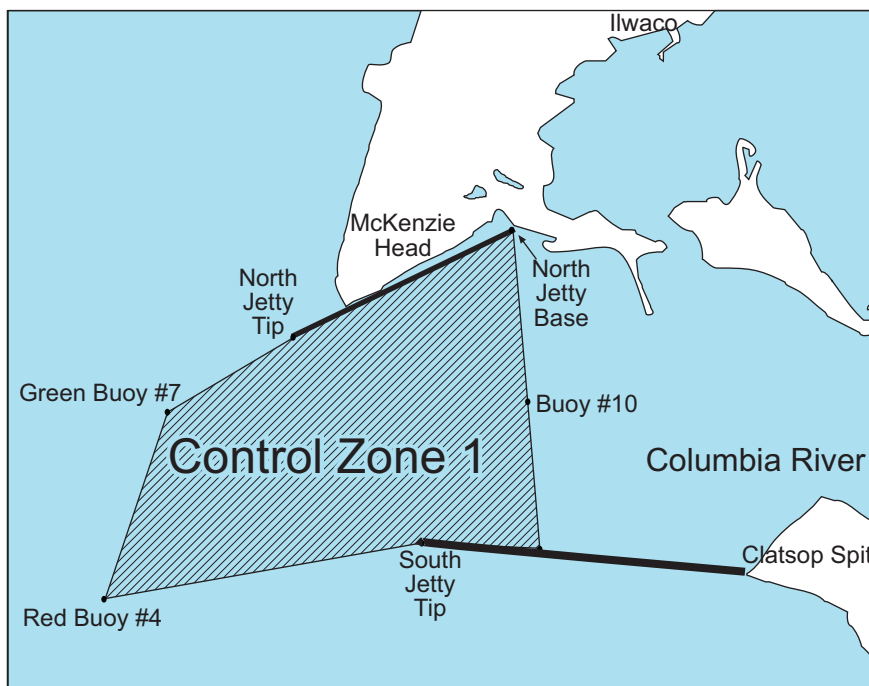 Ilwaco
McKenzie
Head
North
Jetty
Tip
North
Jetty
Base
Green Buoy #7
Buoy #10
Control Zone 1
Columbia River
South
Jetty
Tip
Clatsop Spit
Red Buoy #4